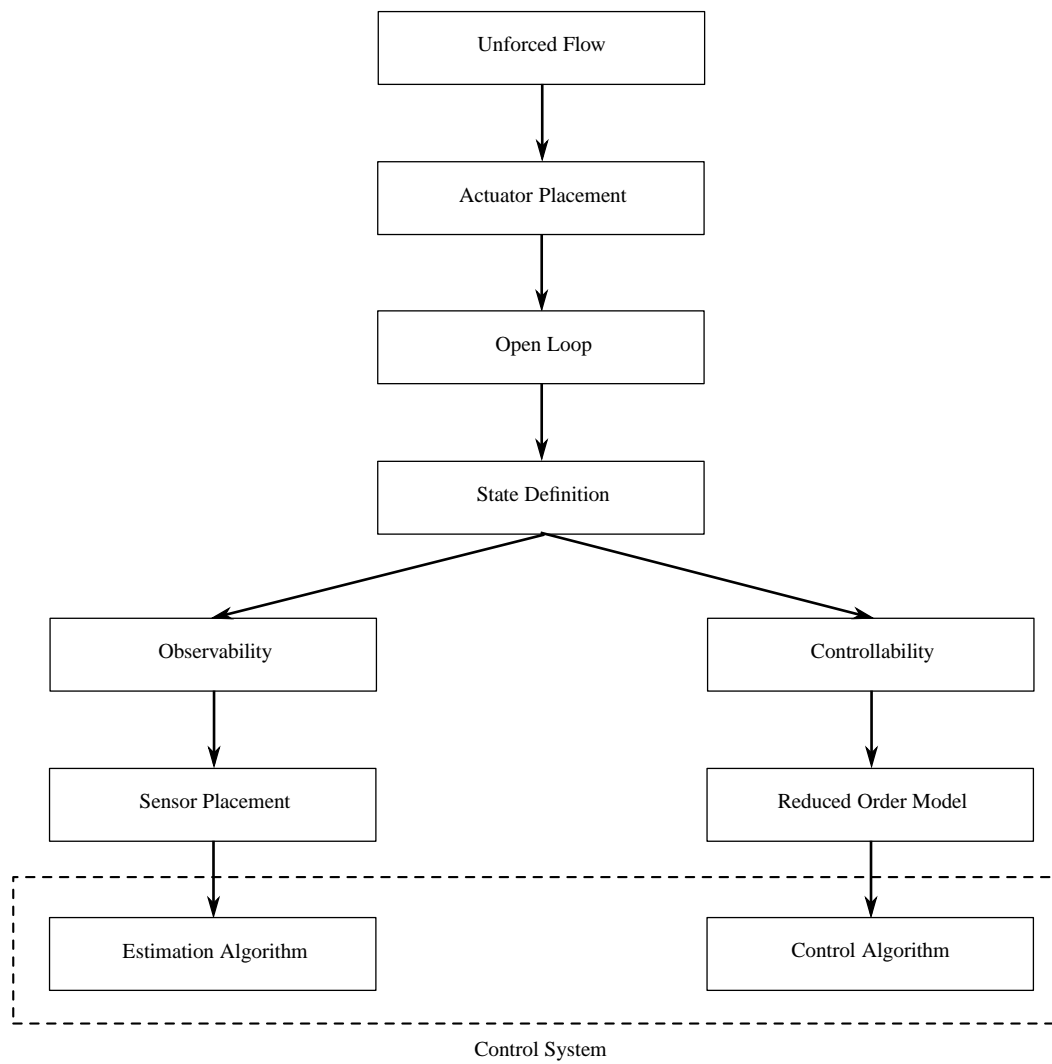 Unforced Flow
Actuator Placement
Open Loop
State Definition
Observability
Controllability
Sensor Placement
Reduced Order Model
Estimation Algorithm
Control Algorithm
Control System